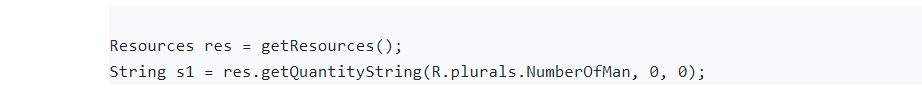 Resources res = getResources();
String s1 = res.getQuantityString(R.plurals.NumberOfMan, 0, 0);